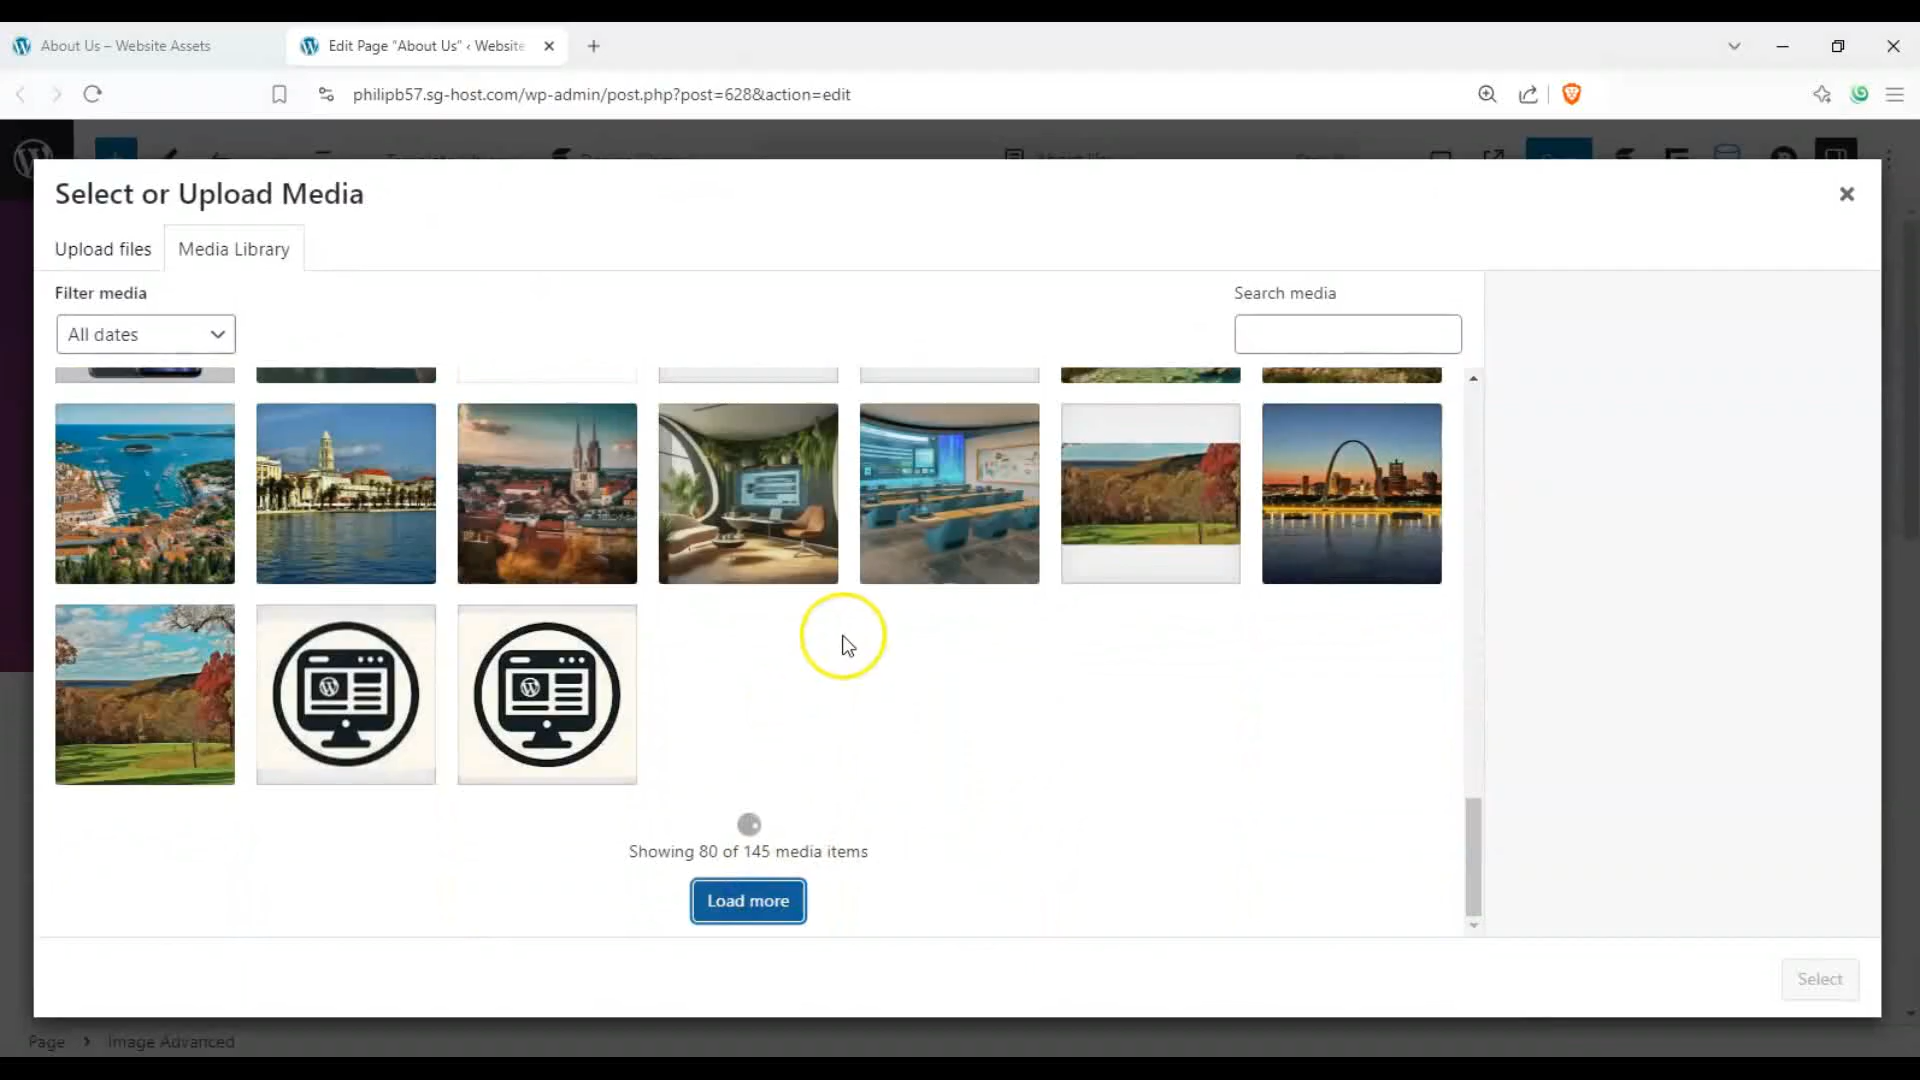 About Us – Website Assets
Edit Page "About Us" ‹ Website
philipb57.sg-host.com/wp-admin/post.php?post=628&action=edit
Select or Upload Media
Upload files
Media Library
Filter media
Search media
All dates
Showing 80 of 145 media items
Load more
Select
Page › Image Advanced